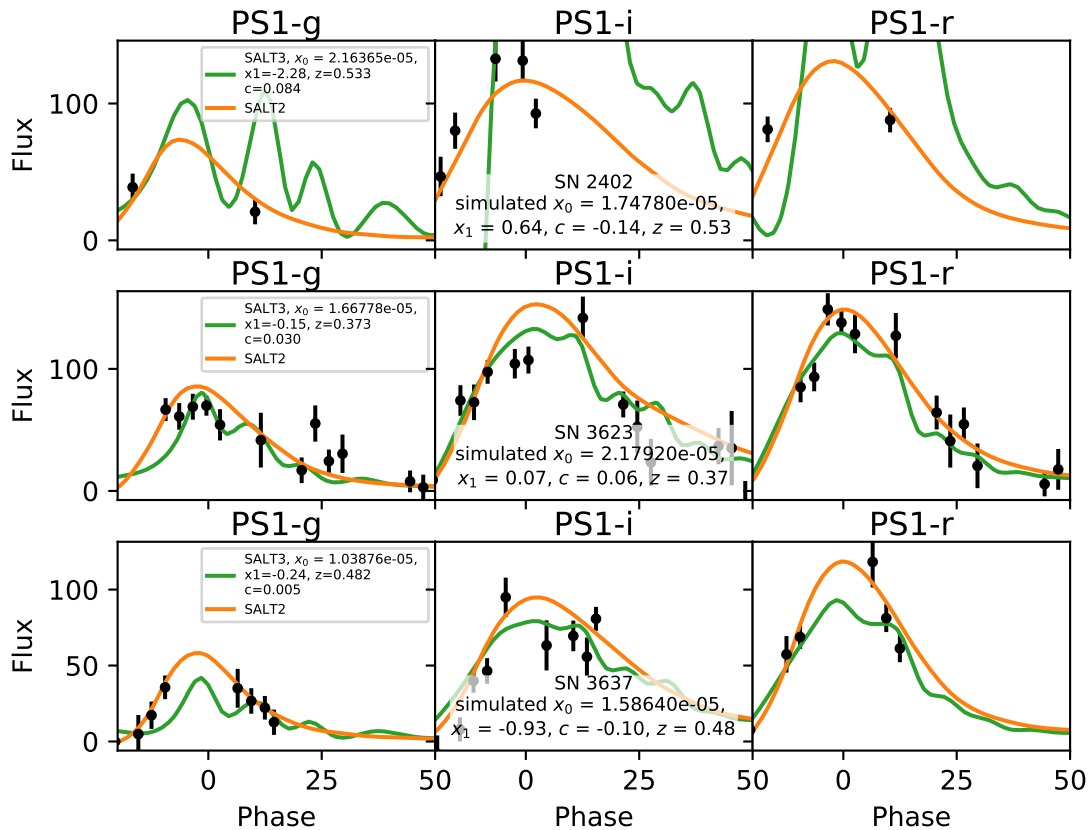 PS1-g PS1-i PS1-r
Flux
100
0
SALT3, x0 = 2.16365e-05,
x1=-2.28, z=0.533
c=0.084
SALT2
SN 2402
simulated x0 = 1.74780e-05,
x1 = 0.64, c = -0.14, z = 0.53
PS1-g PS1-i PS1-r
Flux
100
0
SALT3, x0 = 1.66778e-05,
x1=-0.15, z=0.373
c=0.030
SALT2
SN 3623
simulated x0 = 2.17920e-05,
x1 = 0.07, c = 0.06, z = 0.37
PS1-g PS1-i PS1-r
Flux
100
50
0
SALT3, x0 = 1.03876e-05,
x1=-0.24, z=0.482
c=0.005
SALT2
SN 3637
simulated x0 = 1.58640e-05,
x1 = -0.93, c = -0.10, z = 0.48
0 25 50 0 25 50 0 25 50
Phase Phase Phase